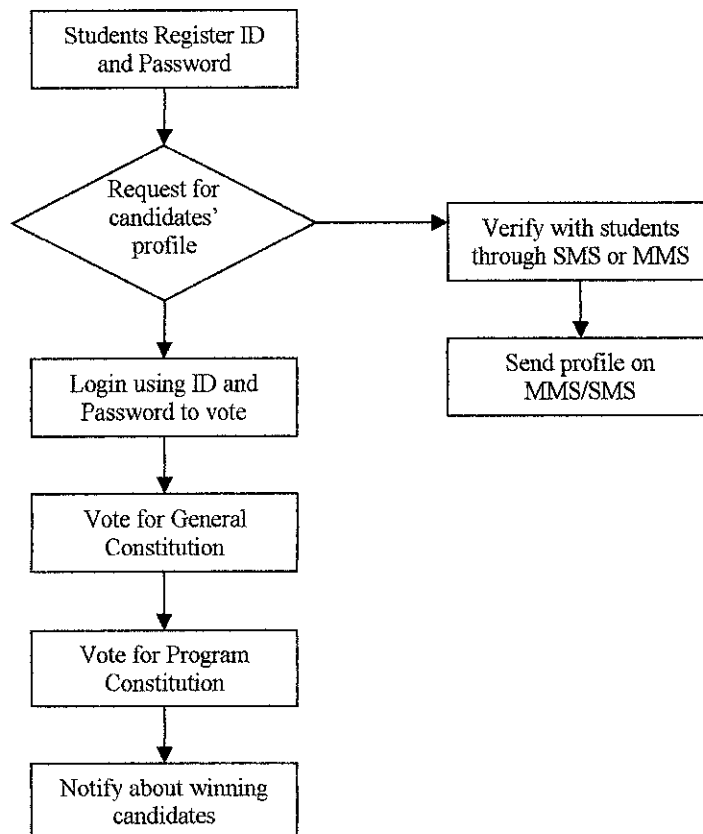 Students Register ID
and Password
Request for
candidates'
profile
Verify with students
through SMS or MMS
Send profile on
MMS/SMS
Login using ID and
Password to vote
Vote for General
Constitution
Vote for Program
Constitution
Notify about winning
candidates